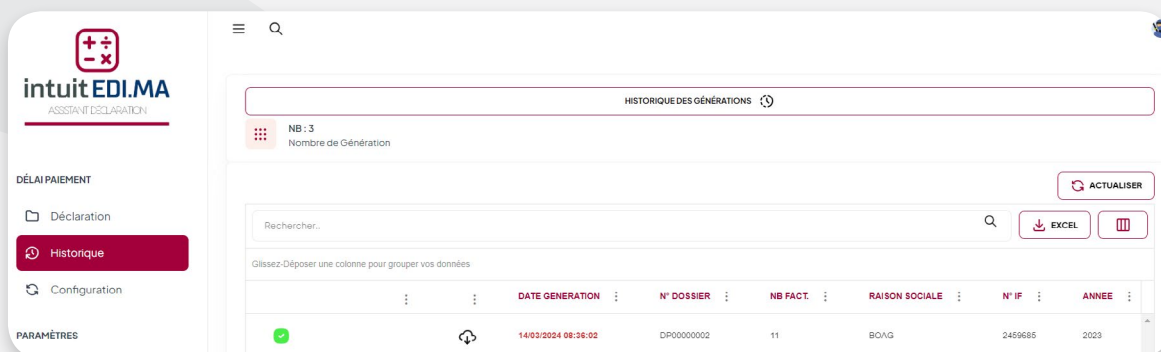 intuit EDI.MA
ASSISTANT DÉCLARATION
DÉLAI PAIEMENT
Déclaration
Historique
Configuration
PARAMÈTRES
HISTORIQUE DES GÉNÉRATIONS
NB : 3
Nombre de Génération
ACTUALISER
Rechercher..
EXCEL
Glissez-Déposer une colonne pour grouper vos données
DATE GENERATION N° DOSSIER NB FACT. RAISON SOCIALE N° IF ANNEE
14/03/2024 08:36:02 DP00000002 11 BOAG 2459685 2023